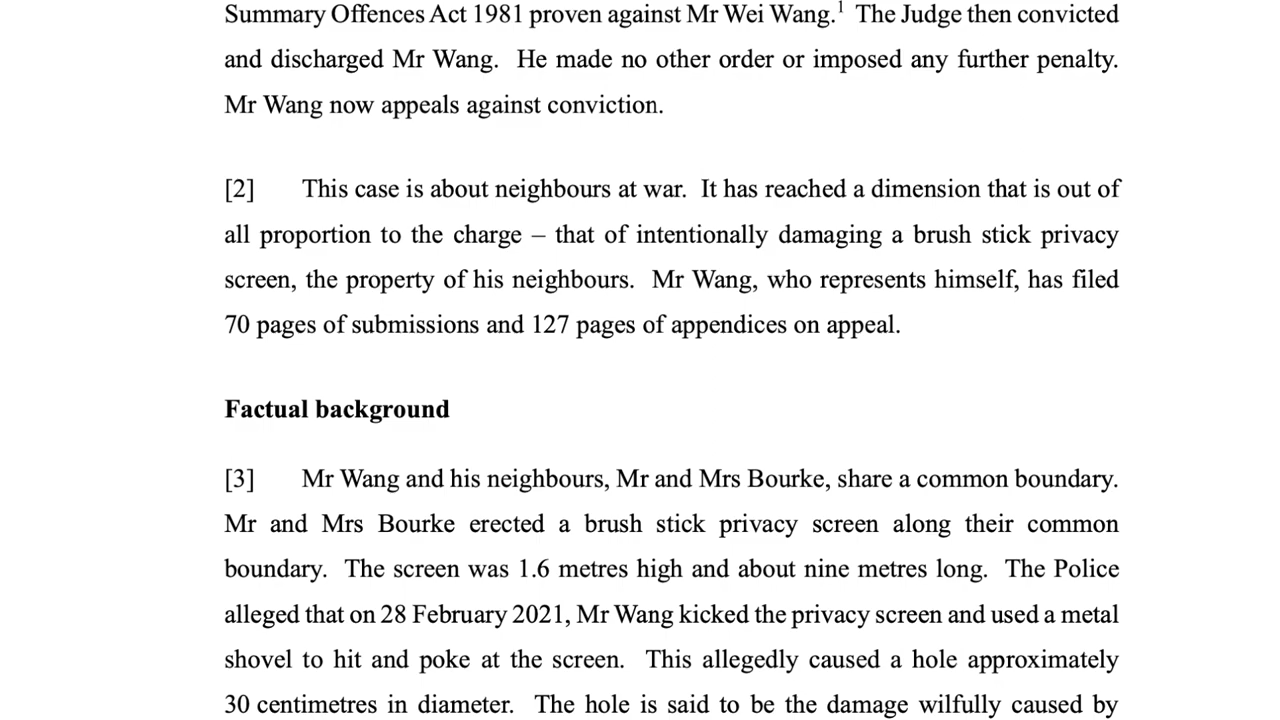 Summary Offences Act 1981 proven against Mr Wei Wang.1 The Judge then convicted
and discharged Mr Wang. He made no other order or imposed any further penalty.
Mr Wang now appeals against conviction.
[2] This case is about neighbours at war. It has reached a dimension that is out of
all proportion to the charge – that of intentionally damaging a brush stick privacy
screen, the property of his neighbours. Mr Wang, who represents himself, has filed
70 pages of submissions and 127 pages of appendices on appeal.
Factual background
[3] Mr Wang and his neighbours, Mr and Mrs Bourke, share a common boundary.
Mr and Mrs Bourke erected a brush stick privacy screen along their common
boundary. The screen was 1.6 metres high and about nine metres long. The Police
alleged that on 28 February 2021, Mr Wang kicked the privacy screen and used a metal
shovel to hit and poke at the screen. This allegedly caused a hole approximately
30 centimetres in diameter. The hole is said to be the damage wilfully caused by